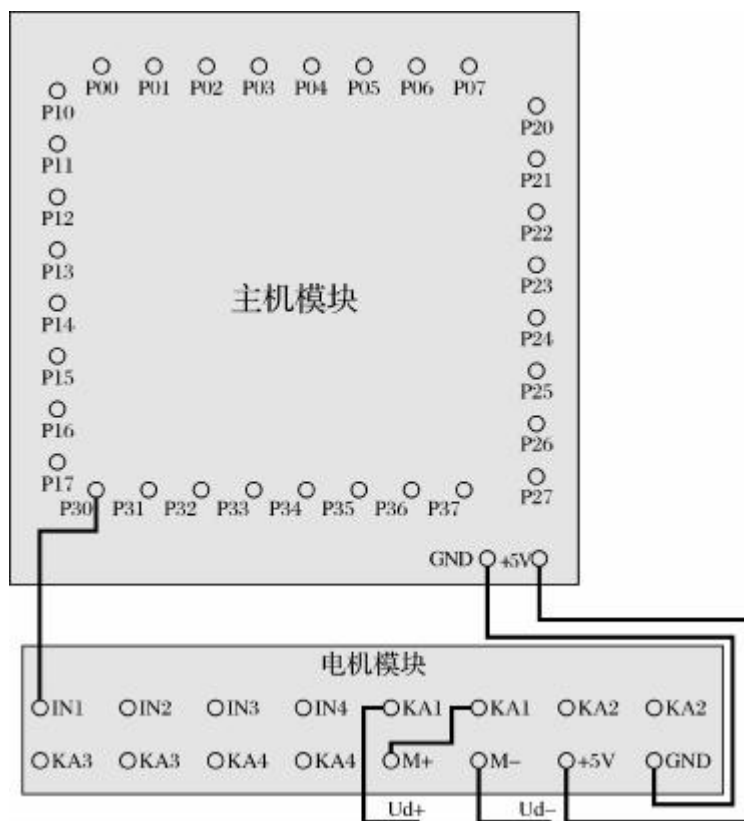 P00 P01 P02 P03 P04 P05 P06 P07
P10
P11
P12
P13
P14
P15
P16
P17
P20
P21
P22
P23
P24
P25
P26
P27
主机模块
P30 P31 P32 P33 P34 P35 P36 P37
GND +5V
电机模块
IN1 IN2 IN3 IN4 KA1 KA1 KA2 KA2
KA3 KA3 KA4 KA4 M+ M− +5V GND
Ud+ Ud−